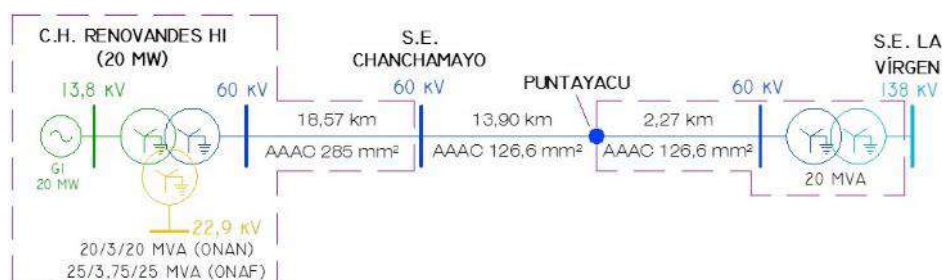 C.H. RENOVANDES HI
(20 MW)
13,8 kV
60 kV
G1
20 MW
22,9 kV
20/3/20 MVA (ONAN)
25/3,75/25 MVA (ONAF)
18,57 km
AAAC 285 mm²
S.E.
CHANCHAMAYO
60 kV
13,90 km
AAAC 126,6 mm²
PUNTAYACU
2,27 km
AAAC 126,6 mm²
60 kV
20 MVA
S.E. LA
VÍRGEN
138 kV